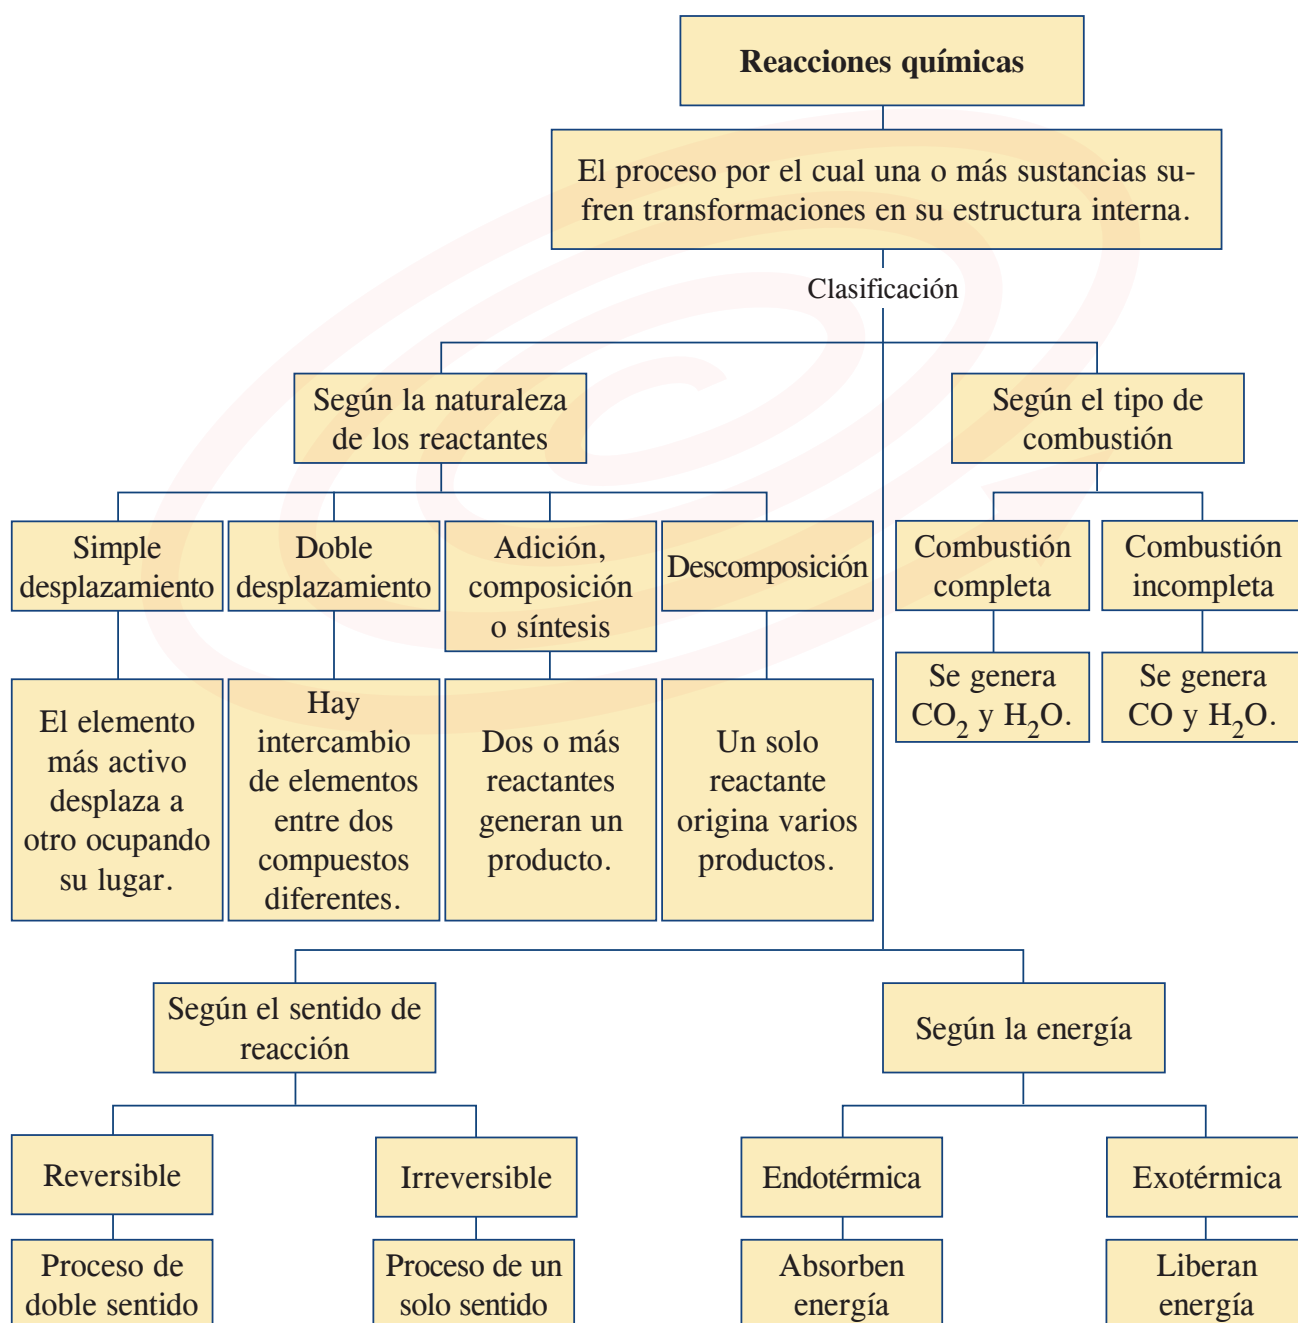 Reacciones químicas
El proceso por el cual una o más sustancias su-
fren transformaciones en su estructura interna.
Clasificación
Según la naturaleza
de los reactantes
Según el tipo de
combustión
Simple
desplazamiento
Doble
desplazamiento
Adición,
composición
o síntesis
Descomposición
Combustión
completa
Combustión
incompleta
El elemento
más activo
desplaza a
otro ocupando
su lugar.
Hay
intercambio
de elementos
entre dos
compuestos
diferentes.
Dos o más
reactantes
generan un
producto.
Un solo
reactante
origina varios
productos.
Se genera
CO₂ y H₂O.
Se genera
CO y H₂O.
Según el sentido de
reacción
Según la energía
Reversible
Irreversible
Endotérmica
Exotérmica
Proceso de
doble sentido
Proceso de un
solo sentido
Absorben
energía
Liberan
energía